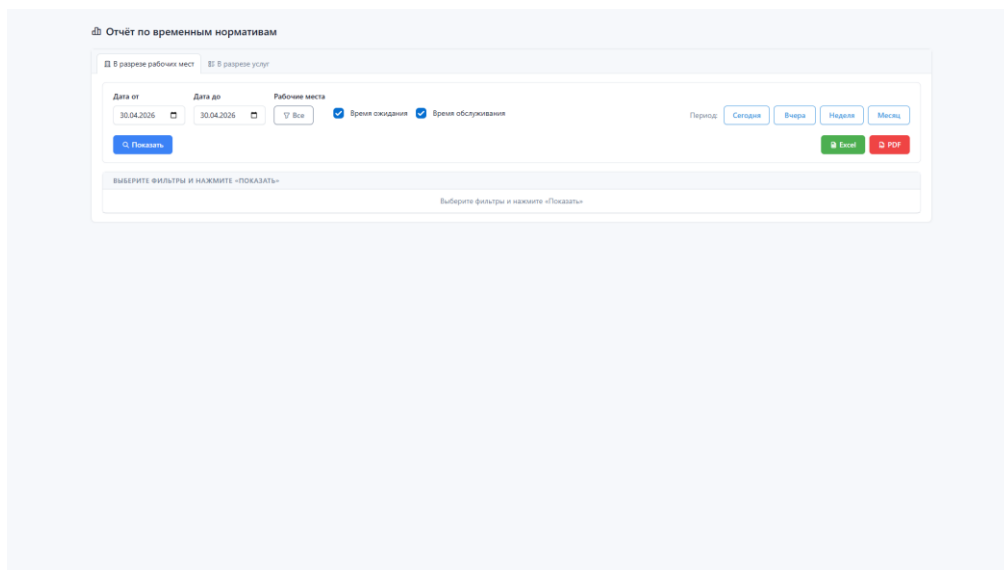 Отчёт по временным нормативам
В разрезе рабочих мест В разрезе услуг
Дата от Дата до Рабочие места
30.04.2026 30.04.2026 Все Время ожидания Время обслуживания Период: Сегодня Вчера Неделя Месяц
Показать Excel PDF
ВЫБЕРИТЕ ФИЛЬТРЫ И НАЖМИТЕ «ПОКАЗАТЬ»
Выберите фильтры и нажмите «Показать»